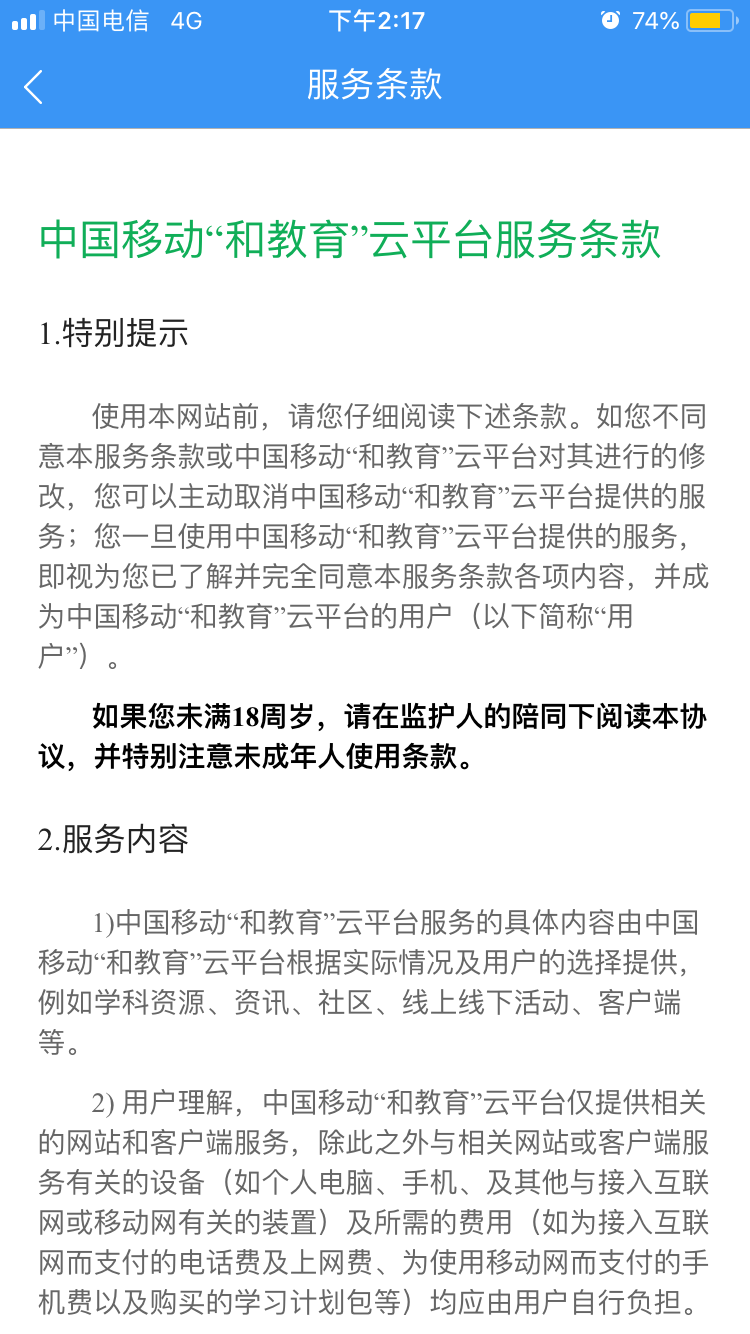 中国电信 4G 下午2:17 74%
服务条款
中国移动“和教育”云平台服务条款
1.特别提示
使用本网站前，请您仔细阅读下述条款。如您不同
意本服务条款或中国移动“和教育”云平台对其进行的修
改，您可以主动取消中国移动“和教育”云平台提供的服
务；您一旦使用中国移动“和教育”云平台提供的服务，
即视为您已了解并完全同意本服务条款各项内容，并成
为中国移动“和教育”云平台的用户（以下简称“用
户”）。
如果您未满18周岁，请在监护人的陪同下阅读本协
议，并特别注意未成年人使用条款。
2.服务内容
1)中国移动“和教育”云平台服务的具体内容由中国
移动“和教育”云平台根据实际情况及用户的选择提供，
例如学科资源、资讯、社区、线上线下活动、客户端
等。
2) 用户理解，中国移动“和教育”云平台仅提供相关
的网站和客户端服务，除此之外与相关网站或客户端服
务有关的设备（如个人电脑、手机、及其他与接入互联
网或移动网有关的装置）及所需的费用（如为接入互联
网而支付的电话费及上网费、为使用移动网而支付的手
机费以及购买的学习计划包等）均应由用户自行负担。